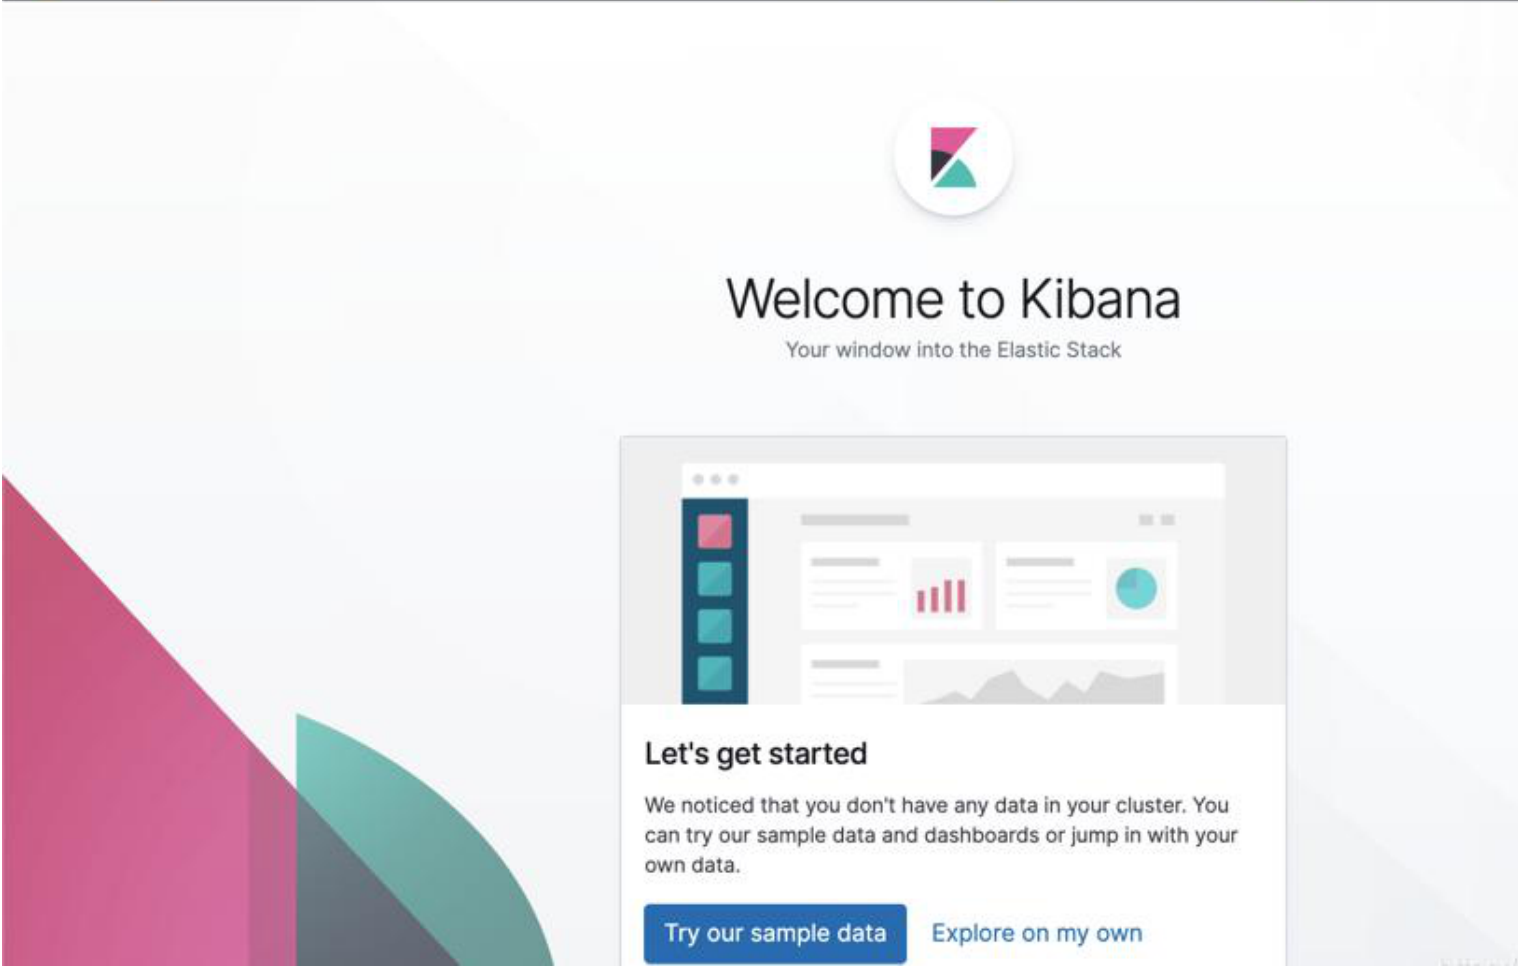 Welcome to Kibana
Your window into the Elastic Stack
Let's get started
We noticed that you don't have any data in your cluster. You
can try our sample data and dashboards or jump in with your
own data.
Try our sample data
Explore on my own